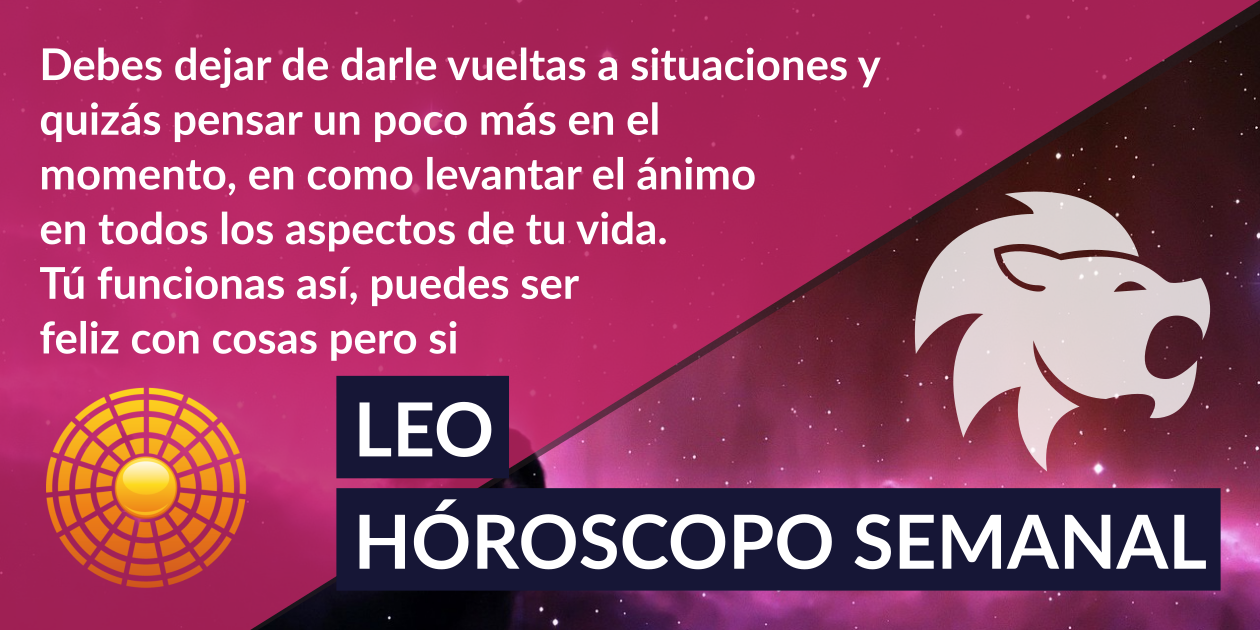 Debes dejar de darle vueltas a situaciones y
quizás pensar un poco más en el
momento, en como levantar el ánimo
en todos los aspectos de tu vida.
Tú funcionas así, puedes ser
feliz con cosas pero si
LEO
HÓROSCOPO SEMANAL